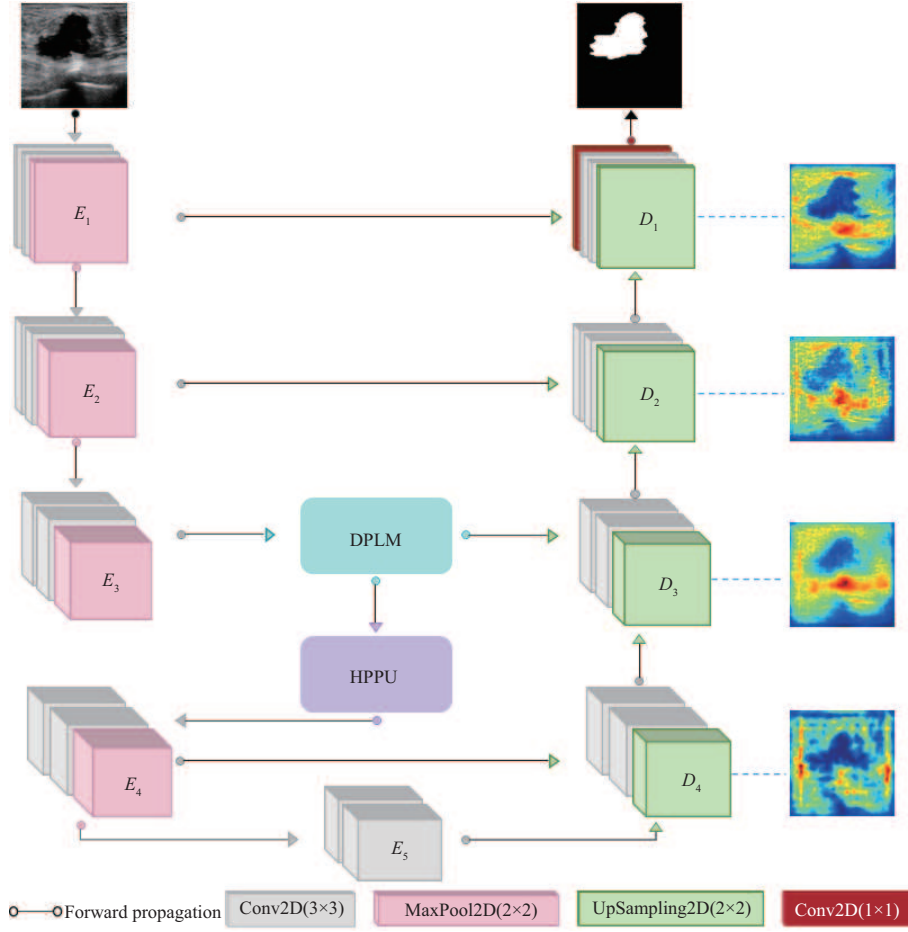 E₁
D₁
E₂
D₂
DPLM
E₃
D₃
HPPU
E₄
D₄
E₅
Forward propagation
Conv2D(3×3)
MaxPool2D(2×2)
UpSampling2D(2×2)
Conv2D(1×1)